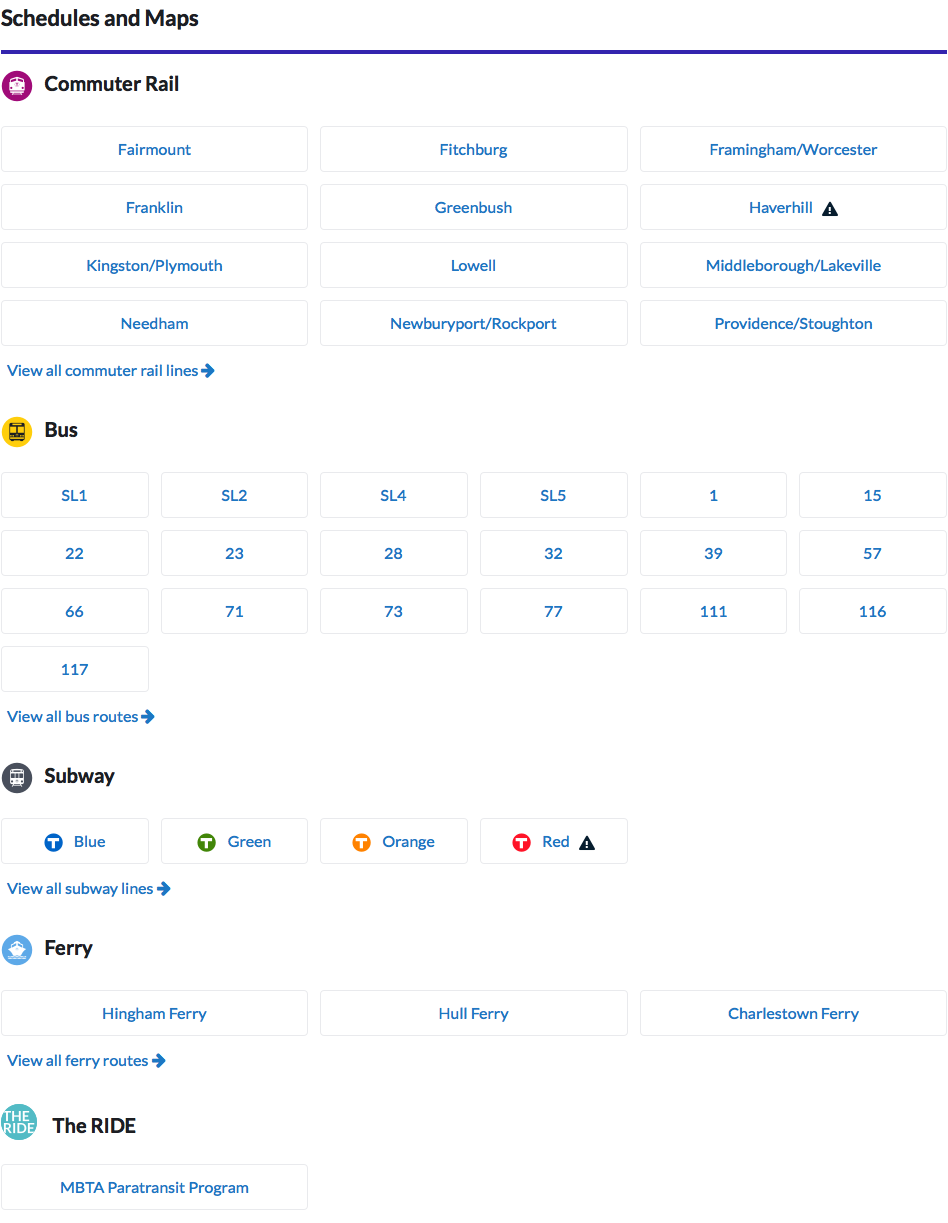 Schedules and Maps
Commuter Rail
Fairmount Fitchburg Framingham/Worcester
Franklin Greenbush Haverhill
Kingston/Plymouth Lowell Middleborough/Lakeville
Needham Newburyport/Rockport Providence/Stoughton
View all commuter rail lines
Bus
SL1 SL2 SL4 SL5 1 15
22 23 28 32 39 57
66 71 73 77 111 116
117
View all bus routes
Subway
T Blue T Green T Orange T Red
View all subway lines
Ferry
Hingham Ferry Hull Ferry Charlestown Ferry
View all ferry routes
THE
RIDE
The RIDE
MBTA Paratransit Program